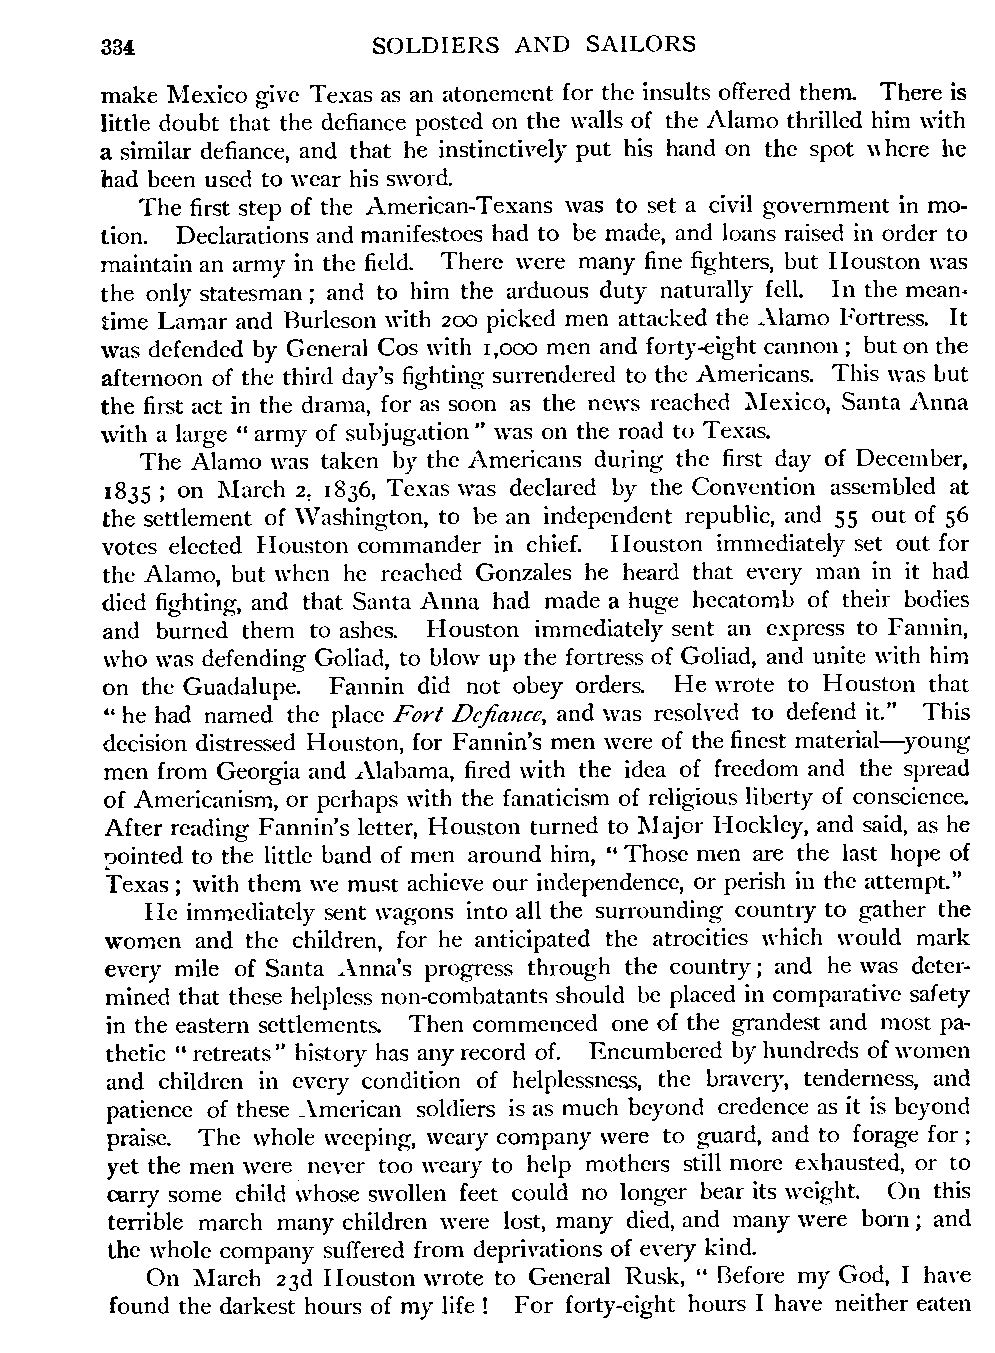 334 SOLDIERS AND SAILORS
make Mexico give Texas as an atonement for the insults offered them. There is
little doubt that the defiance posted on the walls of the Alamo thrilled him with
a similar defiance, and that he instinctively put his hand on the spot where he
had been used to wear his sword.
The first step of the American-Texans was to set a civil government in mo-
tion. Declarations and manifestoes had to be made, and loans raised in order to
maintain an army in the field. There were many fine fighters, but Houston was
the only statesman; and to him the arduous duty naturally fell. In the mean-
time Lamar and Burleson with 200 picked men attacked the Alamo Fortress. It
was defended by General Cos with 1,000 men and forty-eight cannon; but on the
afternoon of the third day's fighting surrendered to the Americans. This was but
the first act in the drama, for as soon as the news reached Mexico, Santa Anna
with a large "army of subjugation" was on the road to Texas.
The Alamo was taken by the Americans during the first day of December,
1835; on March 2, 1836, Texas was declared by the Convention assembled at
the settlement of Washington, to be an independent republic, and 55 out of 56
votes elected Houston commander in chief. Houston immediately set out for
the Alamo, but when he reached Gonzales he heard that every man in it had
died fighting, and that Santa Anna had made a huge hecatomb of their bodies
and burned them to ashes. Houston immediately sent an express to Fannin,
who was defending Goliad, to blow up the fortress of Goliad, and unite with him
on the Guadalupe. Fannin did not obey orders. He wrote to Houston that
"he had named the place Fort Defiance, and was resolved to defend it." This
decision distressed Houston, for Fannin's men were of the finest material—young
men from Georgia and Alabama, fired with the idea of freedom and the spread
of Americanism, or perhaps with the fanaticism of religious liberty of conscience.
After reading Fannin's letter, Houston turned to Major Hockley, and said, as he
pointed to the little band of men around him, "Those men are the last hope of
Texas; with them we must achieve our independence, or perish in the attempt."
He immediately sent wagons into all the surrounding country to gather the
women and the children, for he anticipated the atrocities which would mark
every mile of Santa Anna's progress through the country; and he was deter-
mined that these helpless non-combatants should be placed in comparative safety
in the eastern settlements. Then commenced one of the grandest and most pa-
thetic "retreats" history has any record of. Encumbered by hundreds of women
and children in every condition of helplessness, the bravery, tenderness, and
patience of these American soldiers is as much beyond credence as it is beyond
praise. The whole weeping, weary company were to guard, and to forage for;
yet the men were never too weary to help mothers still more exhausted, or to
carry some child whose swollen feet could no longer bear its weight. On this
terrible march many children were lost, many died, and many were born; and
the whole company suffered from deprivations of every kind.
On March 23d Houston wrote to General Rusk, "Before my God, I have
found the darkest hours of my life! For forty-eight hours I have neither eaten